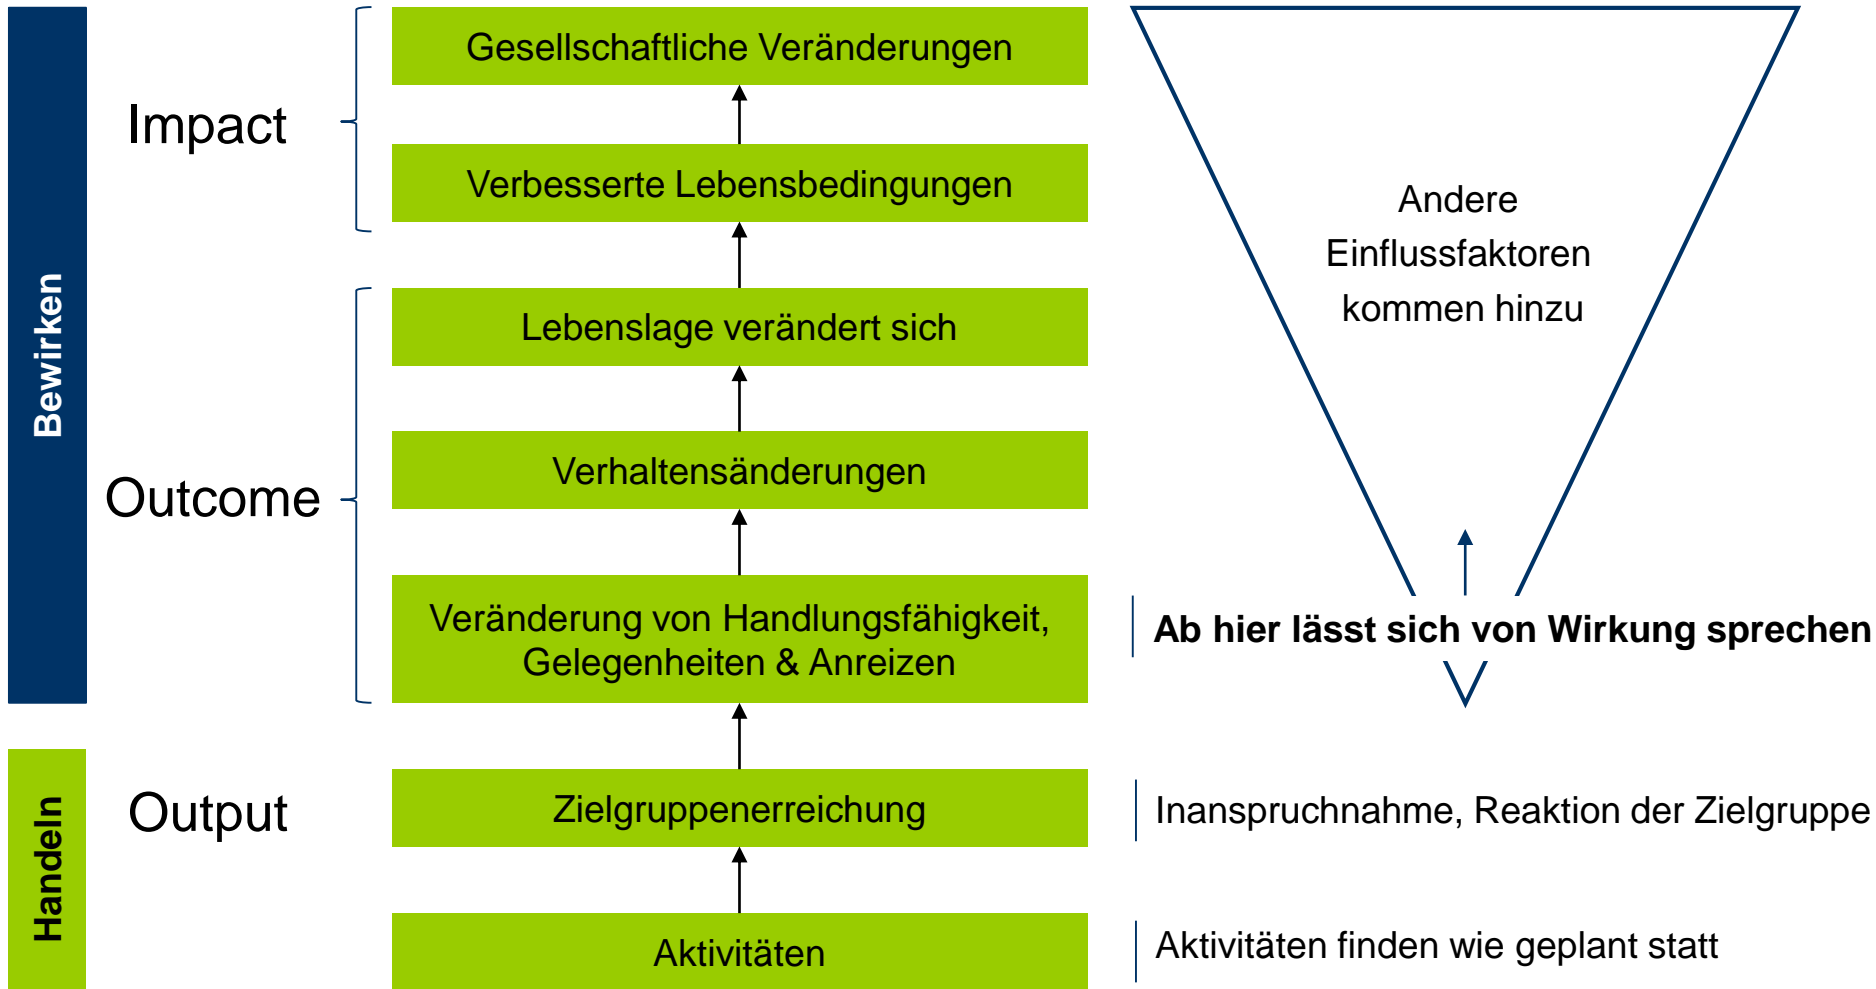 Bewirken
Impact
Gesellschaftliche Veränderungen
Verbesserte Lebensbedingungen
Andere
Einflussfaktoren
kommen hinzu
Outcome
Lebenslage verändert sich
Verhaltensänderungen
Veränderung von Handlungsfähigkeit,
Gelegenheiten & Anreizen
Ab hier lässt sich von Wirkung sprechen
Handeln
Output
Zielgruppenerreichung
Inanspruchnahme, Reaktion der Zielgruppe
Aktivitäten
Aktivitäten finden wie geplant statt